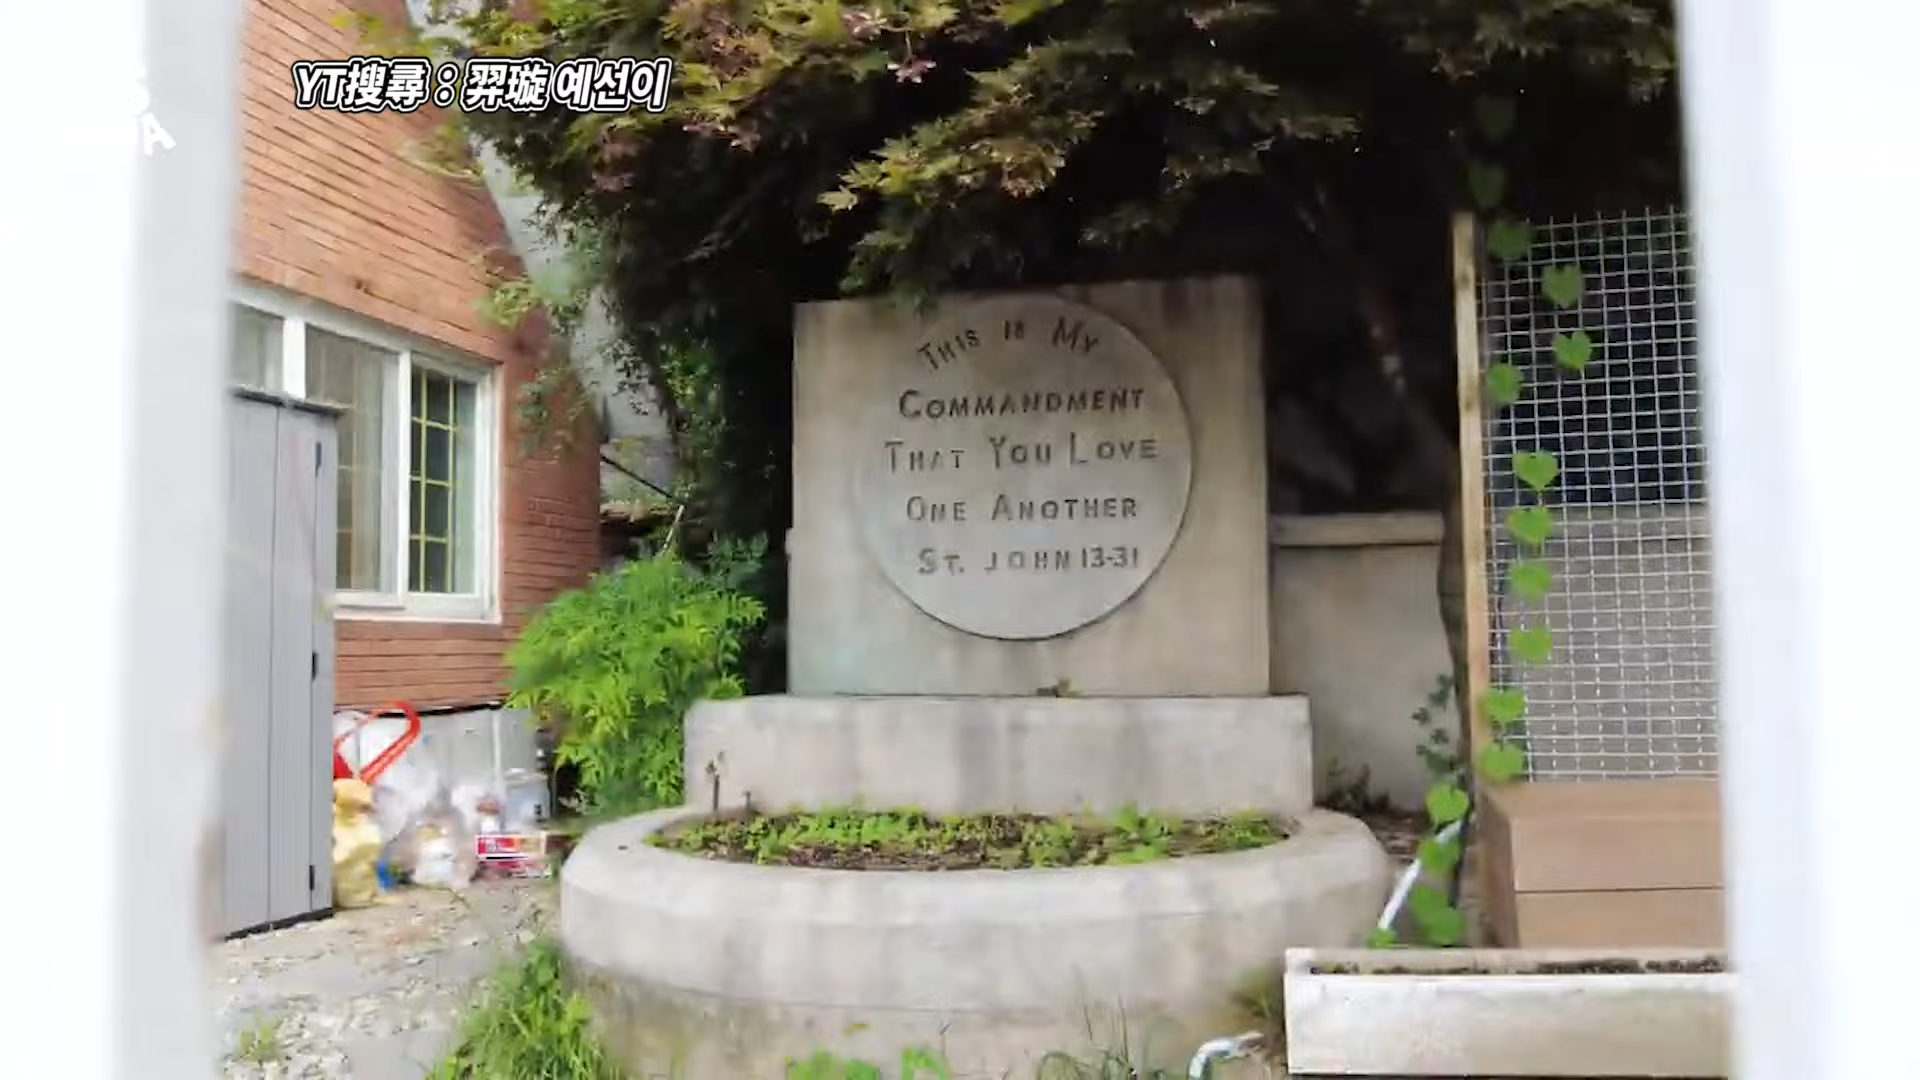 YT搜尋：羿璇 예선이
THIS IS MY
COMMANDMENT
THAT YOU LOVE
ONE ANOTHER
ST. JOHN 13-31